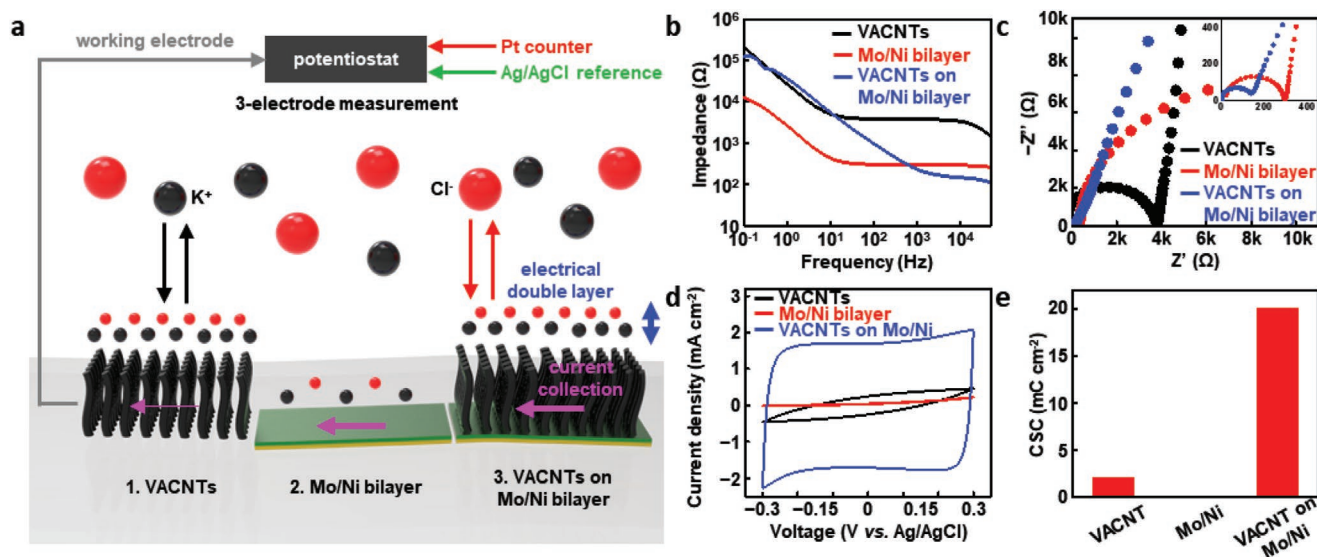 a
working electrode
potentiostat
Pt counter
Ag/AgCl reference
3-electrode measurement
K⁺
Cl⁻
electrical
double layer
current
collection
1. VACNTs
2. Mo/Ni bilayer
3. VACNTs on
Mo/Ni bilayer
b
Impedance (Ω)
10⁶
10⁵
10⁴
10³
10²
10
10⁻¹ 10⁰ 10¹ 10² 10³ 10⁴
Frequency (Hz)
VACNTs
Mo/Ni bilayer
VACNTs on
Mo/Ni bilayer
c
−Z'' (Ω)
10k
8k
6k
4k
2k
0
0 2k 4k 6k 8k 10k
Z' (Ω)
400
200
0
0 200 400
VACNTs
Mo/Ni bilayer
VACNTs on
Mo/Ni bilayer
d
Current density (mA cm⁻²)
3
2
1
0
−1
−2
−0.3 −0.15 0 0.15 0.3
Voltage (V vs. Ag/AgCl)
VACNTs
Mo/Ni bilayer
VACNTs on Mo/Ni
e
CSC (mC cm⁻²)
20
15
10
5
0
VACNT
Mo/Ni
VACNT on
Mo/Ni